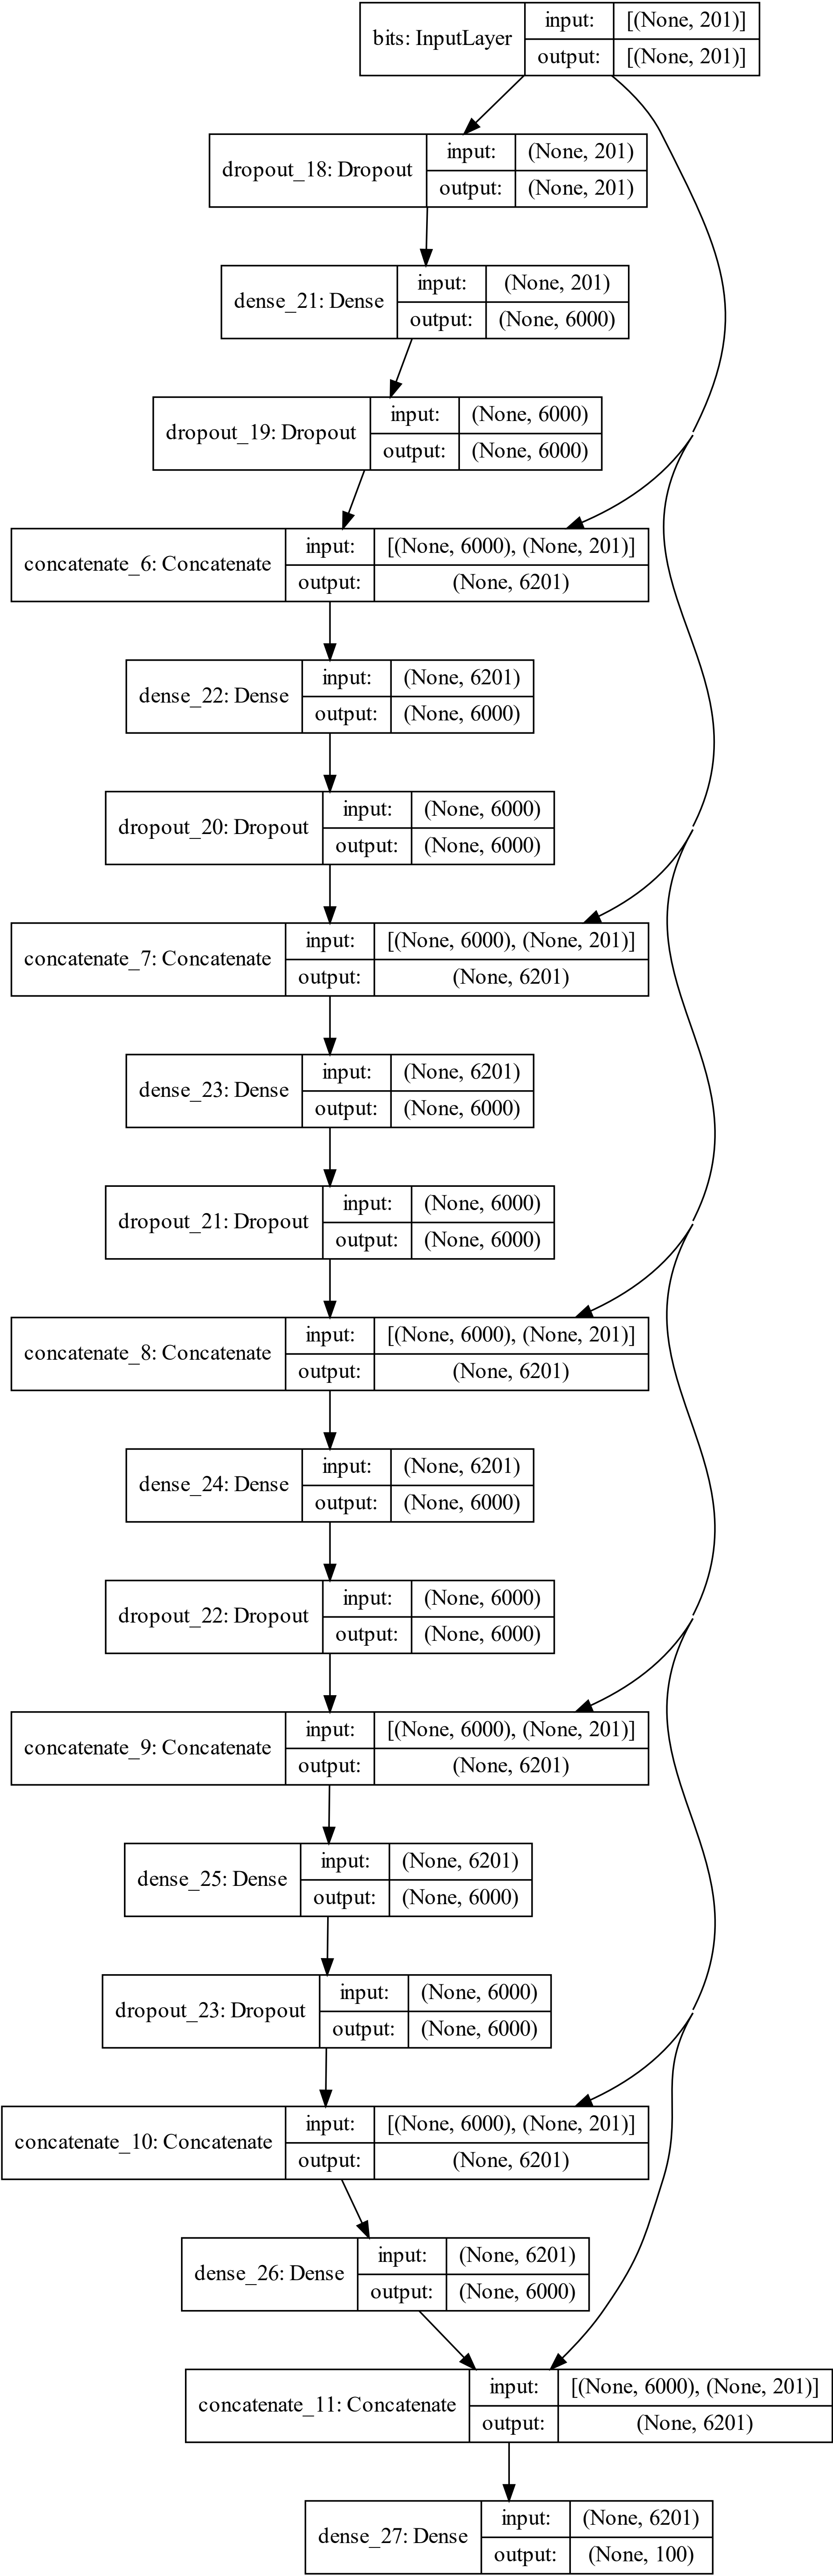 bits: InputLayer
input: [(None, 201)]
output: [(None, 201)]
dropout_18: Dropout
input: (None, 201)
output: (None, 201)
dense_21: Dense
input: (None, 201)
output: (None, 6000)
dropout_19: Dropout
input: (None, 6000)
output: (None, 6000)
concatenate_6: Concatenate
input: [(None, 6000), (None, 201)]
output: (None, 6201)
dense_22: Dense
input: (None, 6201)
output: (None, 6000)
dropout_20: Dropout
input: (None, 6000)
output: (None, 6000)
concatenate_7: Concatenate
input: [(None, 6000), (None, 201)]
output: (None, 6201)
dense_23: Dense
input: (None, 6201)
output: (None, 6000)
dropout_21: Dropout
input: (None, 6000)
output: (None, 6000)
concatenate_8: Concatenate
input: [(None, 6000), (None, 201)]
output: (None, 6201)
dense_24: Dense
input: (None, 6201)
output: (None, 6000)
dropout_22: Dropout
input: (None, 6000)
output: (None, 6000)
concatenate_9: Concatenate
input: [(None, 6000), (None, 201)]
output: (None, 6201)
dense_25: Dense
input: (None, 6201)
output: (None, 6000)
dropout_23: Dropout
input: (None, 6000)
output: (None, 6000)
concatenate_10: Concatenate
input: [(None, 6000), (None, 201)]
output: (None, 6201)
dense_26: Dense
input: (None, 6201)
output: (None, 6000)
concatenate_11: Concatenate
input: [(None, 6000), (None, 201)]
output: (None, 6201)
dense_27: Dense
input: (None, 6201)
output: (None, 100)